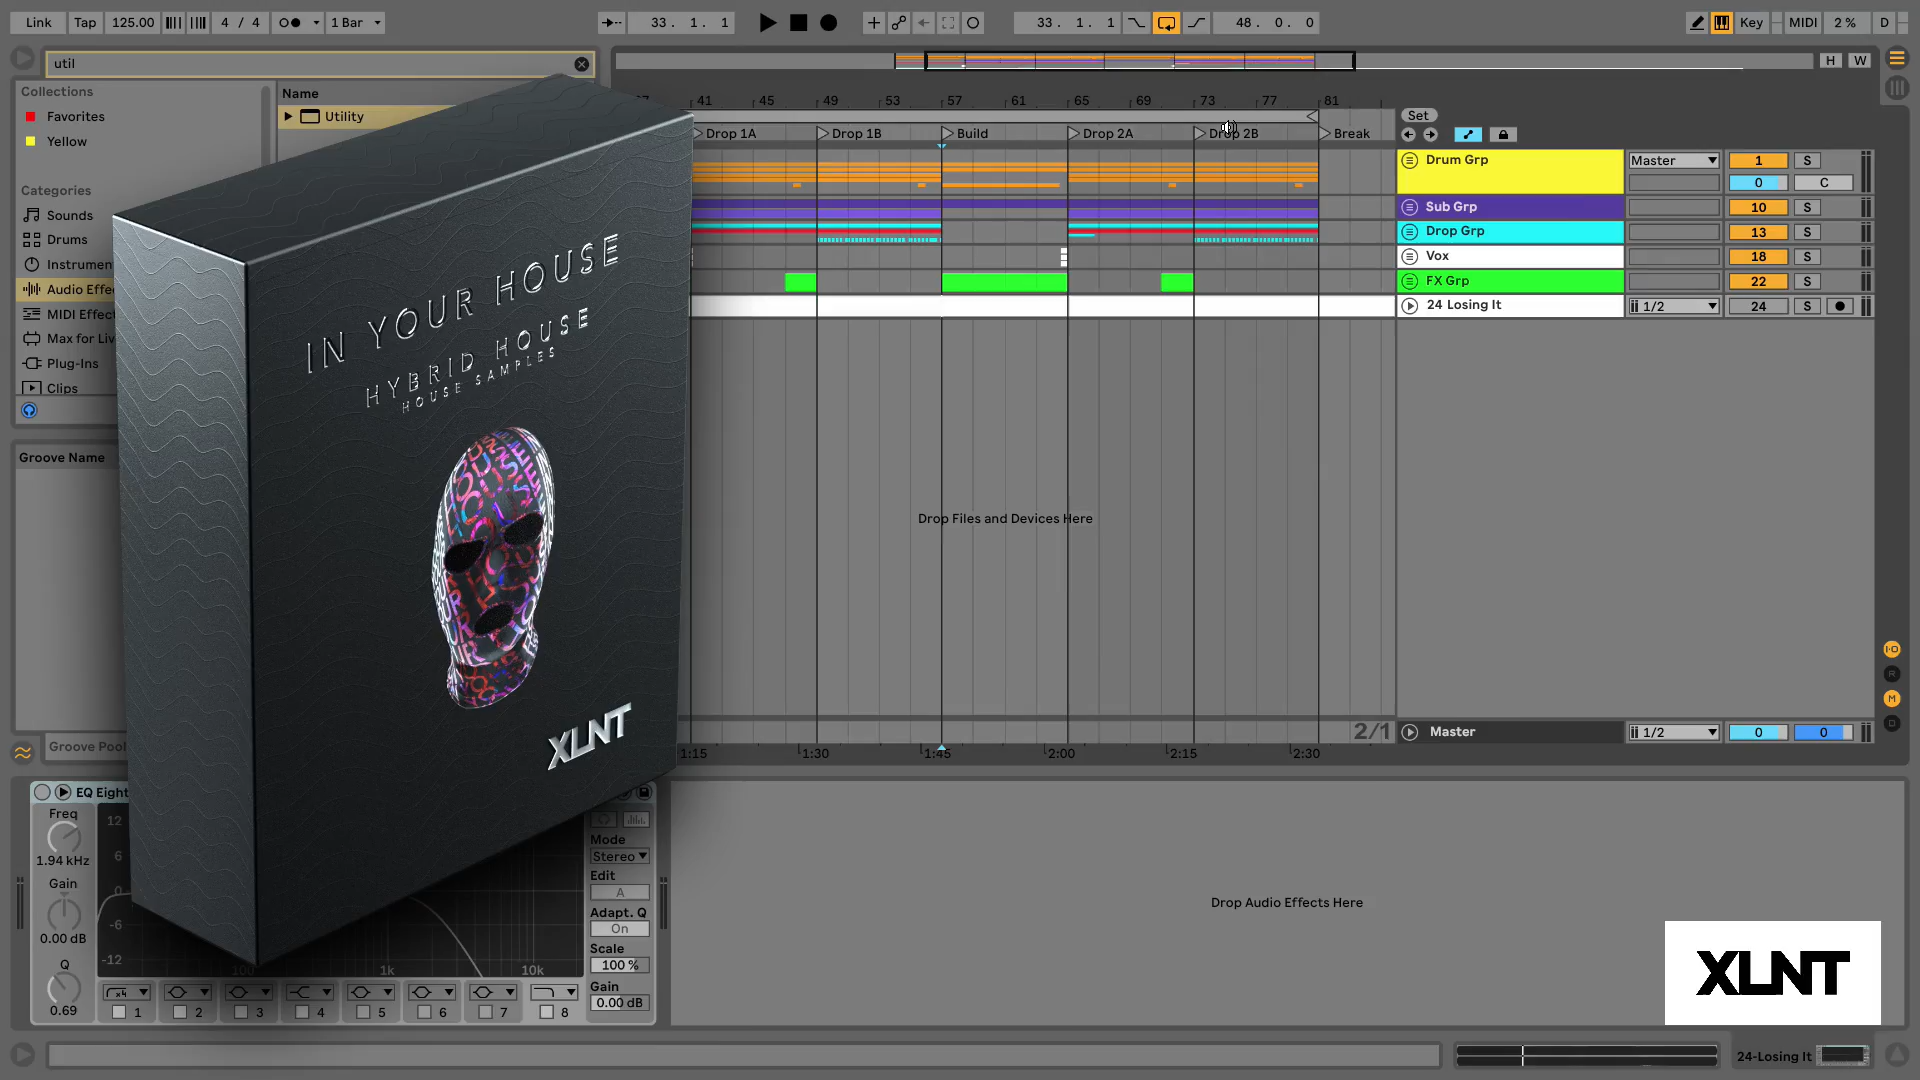 Link Tap 125.00 4 / 4 1 Bar 33. 1. 1 33. 1. 1 48. 0. 0 Key MIDI 2 % D
util
H W
Collections
Name
41 45 49 53 57 61 65 69 73 77 81
Favorites
Utility
Set
Yellow
Drop 1A Drop 1B Build Drop 2A Drop 2B Break
Drum Grp Master 1 S
0 C
Categories
Sounds
Sub Grp 10 S
Drums
Drop Grp 13 S
Instrumen
Vox 18 S
Audio Effe
FX Grp 22 S
MIDI Effect
24 Losing It 1/2 24 S
Max for Liv
Plug-Ins
Clips
IN YOUR HOUSE
HYBRID HOUSE
HOUSE SAMPLES
Groove Name
Drop Files and Devices Here
XLNT
Groove Pool
2/1
Master 1/2 0 0
1:15 1:30 1:45 2:00 2:15 2:30
EQ Eight
Freq
12
Mode
1.94 kHz
6
Stereo
Edit
Gain
0
A
Drop Audio Effects Here
Adapt. Q
-6
On
0.00 dB
Scale
-12
100 %
Q
100 1k 10k
Gain
XLNT
x4
0.00 dB
0.69
1 2 3 4 5 6 7 8
24-Losing It